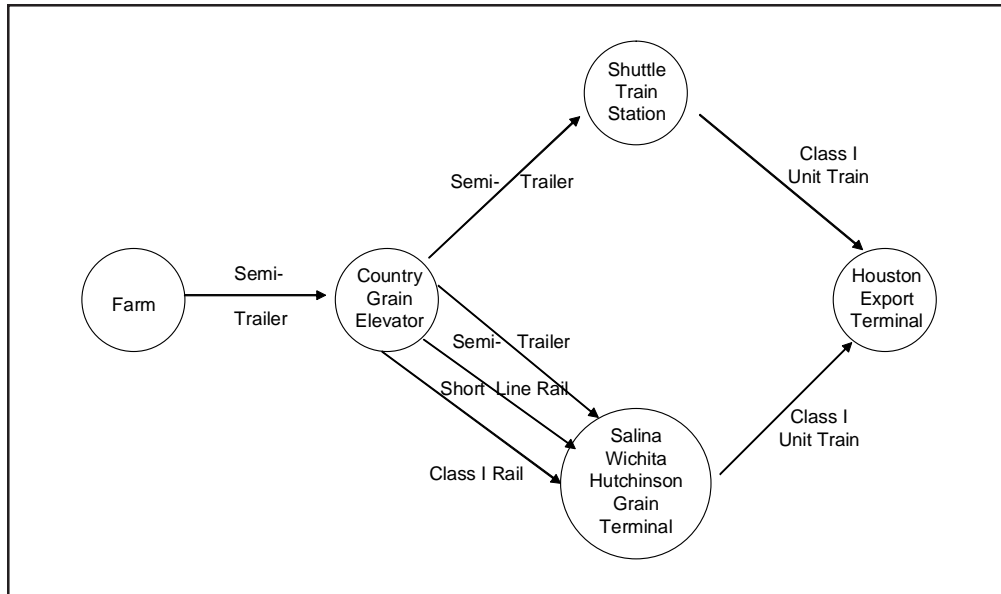 Shuttle
Train
Station
Class I
Unit Train
Semi- Trailer
Farm
Semi-
Trailer
Country
Grain
Elevator
Houston
Export
Terminal
Semi- Trailer
Short Line Rail
Class I Rail
Salina
Wichita
Hutchinson
Grain
Terminal
Class I
Unit Train